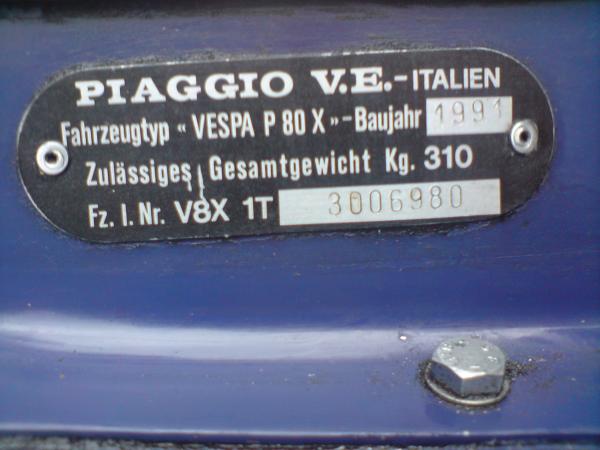 PIAGGIO V.E.-ITALIEN
Fahrzeugtyp "VESPA P 80 X"-Baujahr 1991
Zulässiges Gesamtgewicht Kg. 310
Fz. I. Nr. V8X 1T 3006980